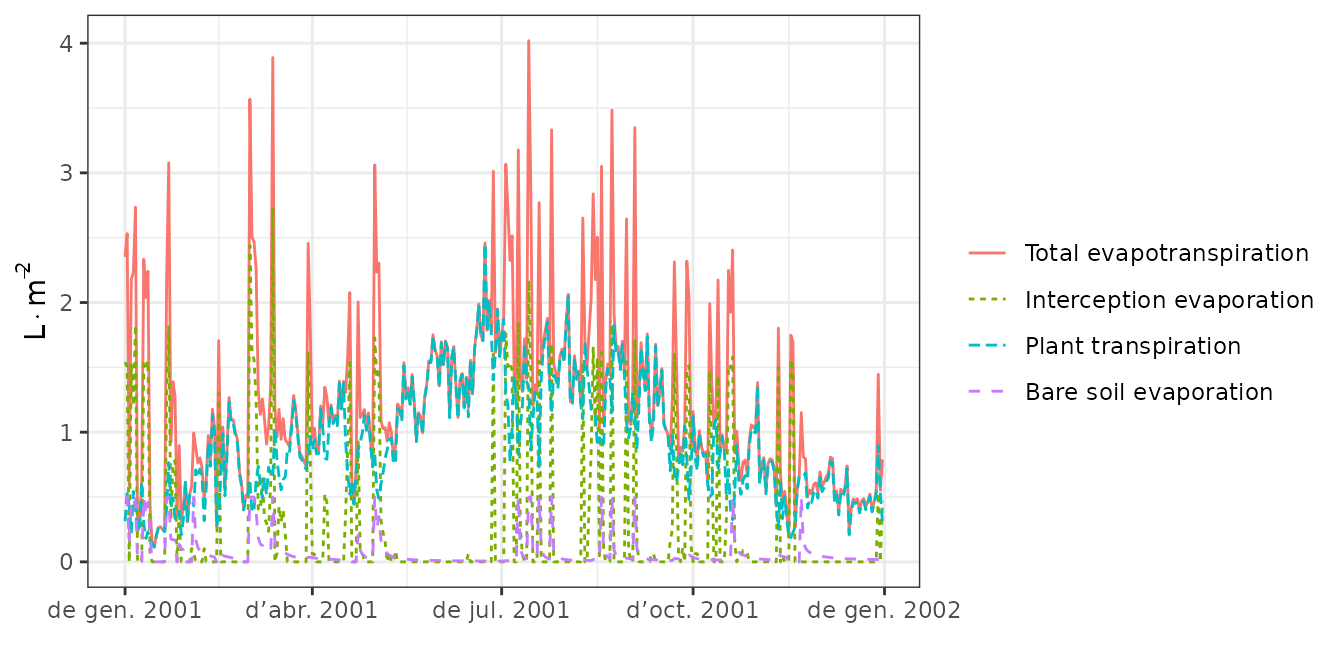 4
3
2
1
0
L · m⁻²
de gen. 2001
d’abr. 2001
de jul. 2001
d’oct. 2001
de gen. 2002
Total evapotranspiration
Interception evaporation
Plant transpiration
Bare soil evaporation